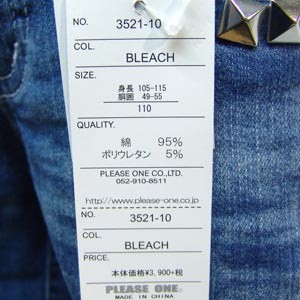 NO. 3521-10
COL. BLEACH
SIZE.
身長 105-115
胴囲 49-55
110
QUALITY.
綿 95%
ポリウレタン 5%
PLEASE ONE CO.,LTD.
052-910-8511
http://www.please-one.co.jp
NO. 3521-10
COL. BLEACH
PRICE.
本体価格¥3,900+税
PLEASE ONE.
MADE IN CHINA